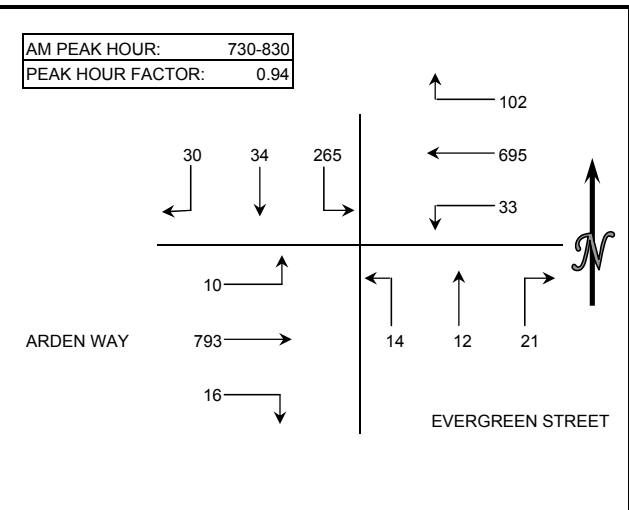 AM PEAK HOUR: 730-830
PEAK HOUR FACTOR: 0.94
102
30 34 265 695
33
N
10
ARDEN WAY 793 14 12 21
16
EVERGREEN STREET